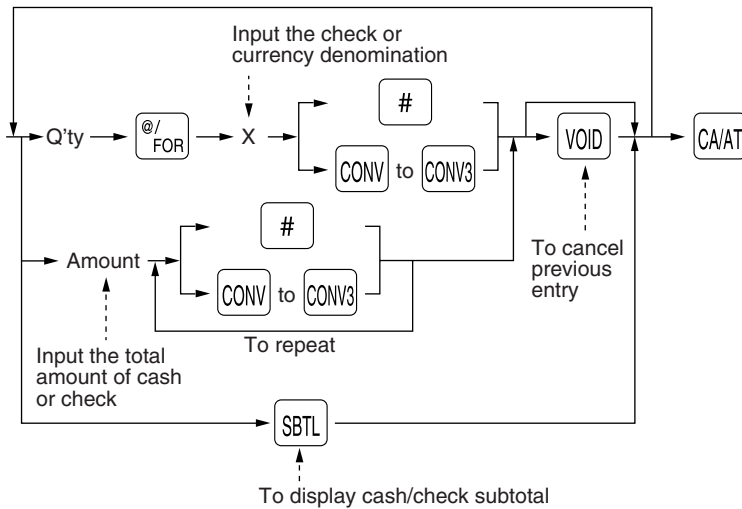 Input the check or
currency denomination
#
Q'ty
@/
FOR
X
CONV to CONV3
VOID
CA/AT
#
Amount
CONV to CONV3
To cancel
previous
entry
To repeat
Input the total
amount of cash
or check
SBTL
To display cash/check subtotal